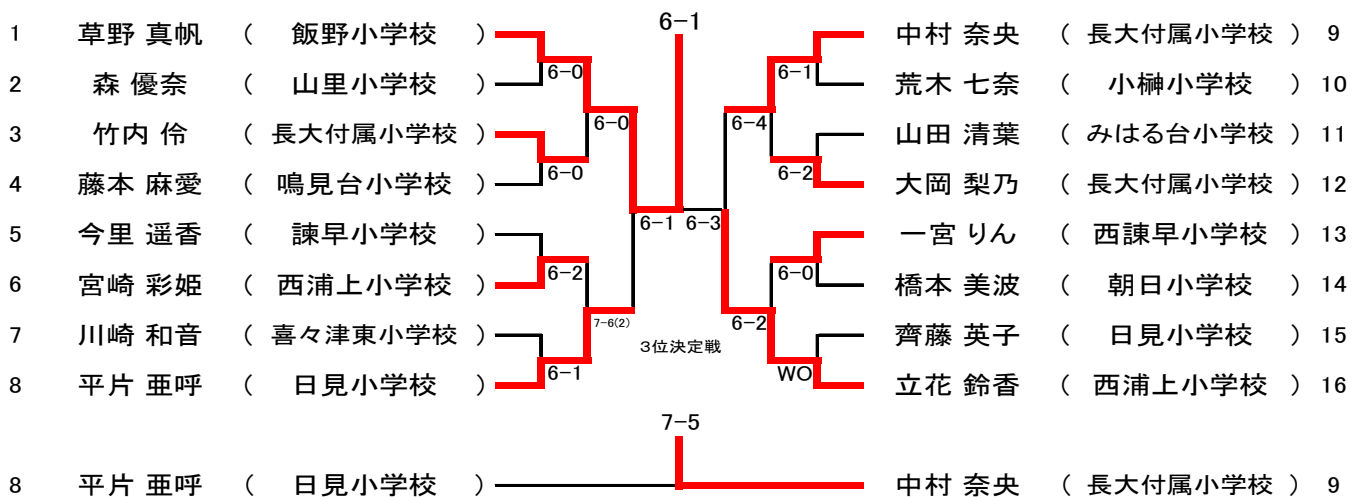 6-1
1 草野 真帆 ( 飯野小学校 ) 中村 奈央 ( 長大付属小学校 ) 9
6-0 6-1
2 森 優奈 ( 山里小学校 ) 荒木 七奈 ( 小榊小学校 ) 10
6-0 6-4
3 竹内 伶 ( 長大付属小学校 ) 山田 清葉 ( みはる台小学校 ) 11
6-0 6-2
4 藤本 麻愛 ( 鳴見台小学校 ) 大岡 梨乃 ( 長大付属小学校 ) 12
6-1 6-3
5 今里 遥香 ( 諫早小学校 ) 一宮 りん ( 西諫早小学校 ) 13
6-2 6-0
6 宮崎 彩姫 ( 西浦上小学校 ) 橋本 美波 ( 朝日小学校 ) 14
7-6(2) 6-2
7 川崎 和音 ( 喜々津東小学校 ) 齊藤 英子 ( 日見小学校 ) 15
3位決定戦
6-1 WO
8 平片 亜呼 ( 日見小学校 ) 立花 鈴香 ( 西浦上小学校 ) 16
7-5
8 平片 亜呼 ( 日見小学校 ) 中村 奈央 ( 長大付属小学校 ) 9